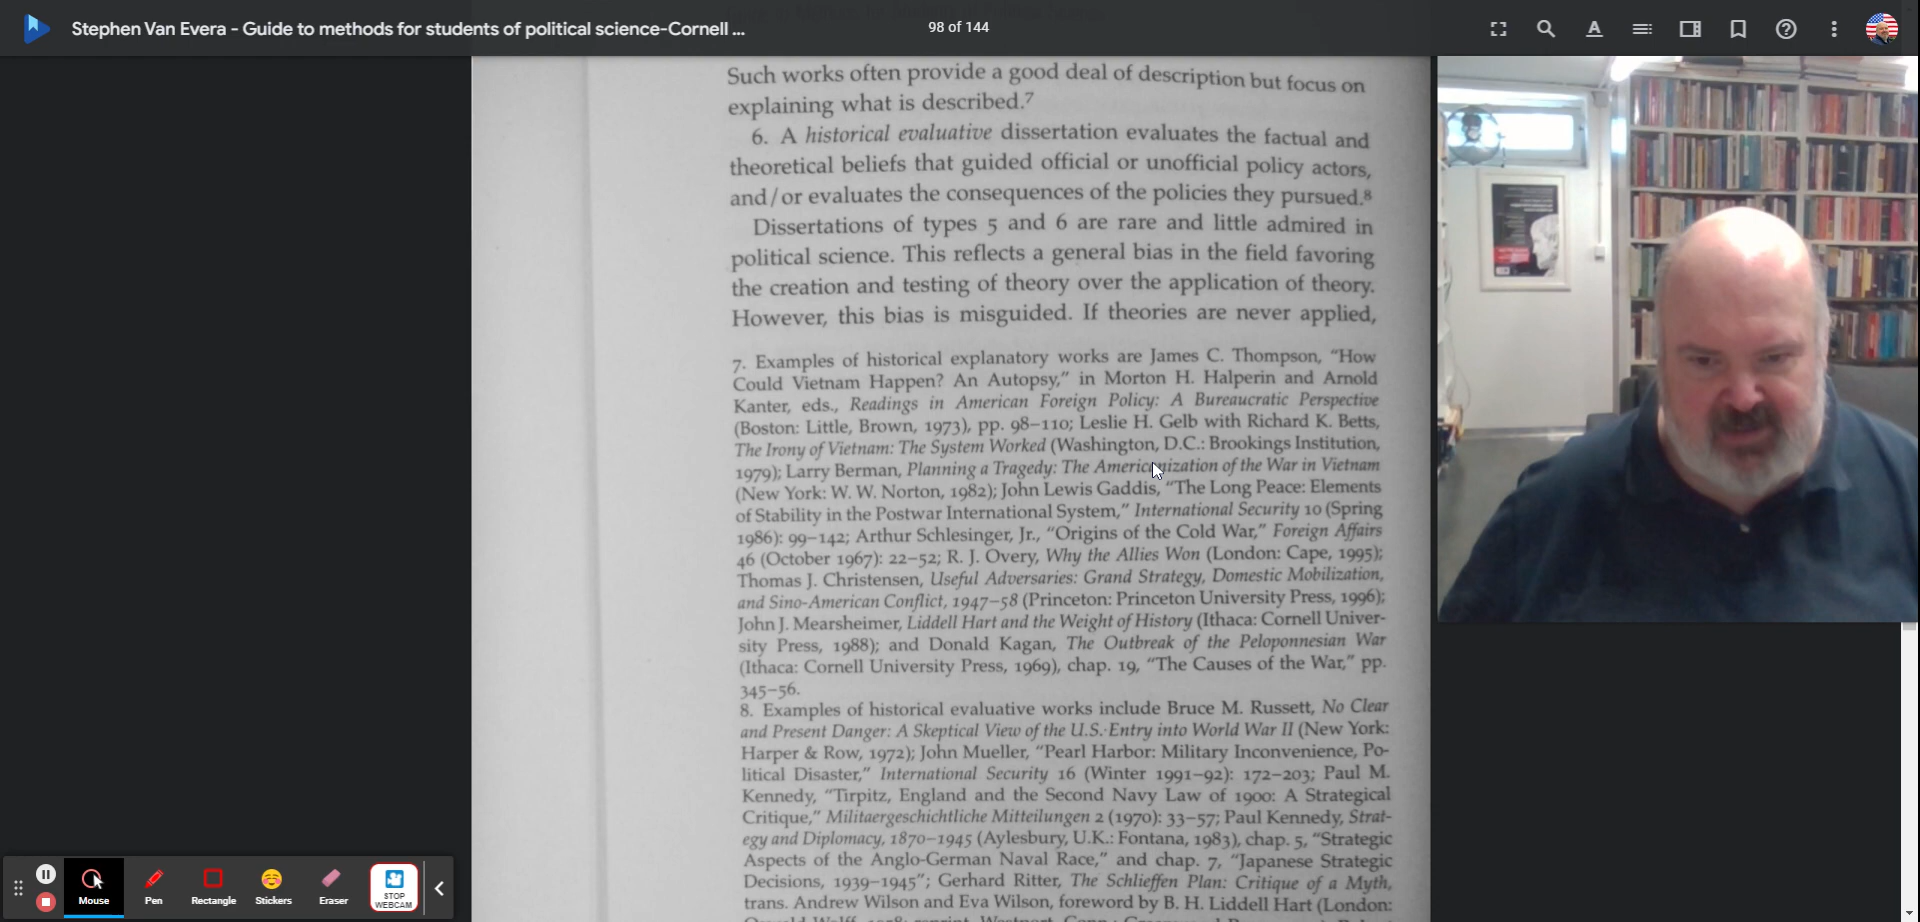 Stephen Van Evera - Guide to methods for students of political science-Cornell ...
98 of 144
Such works often provide a good deal of description but focus on
explaining what is described.7
6. A historical evaluative dissertation evaluates the factual and
theoretical beliefs that guided official or unofficial policy actors,
and/or evaluates the consequences of the policies they pursued.8
Dissertations of types 5 and 6 are rare and little admired in
political science. This reflects a general bias in the field favoring
the creation and testing of theory over the application of theory.
However, this bias is misguided. If theories are never applied,
7. Examples of historical explanatory works are James C. Thompson, "How
Could Vietnam Happen? An Autopsy," in Morton H. Halperin and Arnold
Kanter, eds., Readings in American Foreign Policy: A Bureaucratic Perspective
(Boston: Little, Brown, 1973), pp. 98–110; Leslie H. Gelb with Richard K. Betts,
The Irony of Vietnam: The System Worked (Washington, D.C.: Brookings Institution,
1979); Larry Berman, Planning a Tragedy: The Americanization of the War in Vietnam
(New York: W. W. Norton, 1982); John Lewis Gaddis, "The Long Peace: Elements
of Stability in the Postwar International System," International Security 10 (Spring
1986): 99–142; Arthur Schlesinger, Jr., "Origins of the Cold War," Foreign Affairs
46 (October 1967): 22–52; R. J. Overy, Why the Allies Won (London: Cape, 1995);
Thomas J. Christensen, Useful Adversaries: Grand Strategy, Domestic Mobilization,
and Sino-American Conflict, 1947–58 (Princeton: Princeton University Press, 1996);
John J. Mearsheimer, Liddell Hart and the Weight of History (Ithaca: Cornell Univer-
sity Press, 1988); and Donald Kagan, The Outbreak of the Peloponnesian War
(Ithaca: Cornell University Press, 1969), chap. 19, "The Causes of the War," pp.
345–56.
8. Examples of historical evaluative works include Bruce M. Russett, No Clear
and Present Danger: A Skeptical View of the U.S. Entry into World War II (New York:
Harper & Row, 1972); John Mueller, "Pearl Harbor: Military Inconvenience, Po-
litical Disaster," International Security 16 (Winter 1991–92): 172–203; Paul M.
Kennedy, "Tirpitz, England and the Second Navy Law of 1900: A Strategical
Critique," Militaergeschichtliche Mitteilungen 2 (1970): 33–57; Paul Kennedy, Strat-
egy and Diplomacy, 1870–1945 (Aylesbury, U.K.: Fontana, 1983), chap. 5, "Strategic
Aspects of the Anglo-German Naval Race," and chap. 7, "Japanese Strategic
Decisions, 1939–1945"; Gerhard Ritter, The Schlieffen Plan: Critique of a Myth,
trans. Andrew Wilson and Eva Wilson, foreword by B. H. Liddell Hart (London:
Mouse
Pen
Rectangle
Stickers
Eraser
STOP
WEBCAM